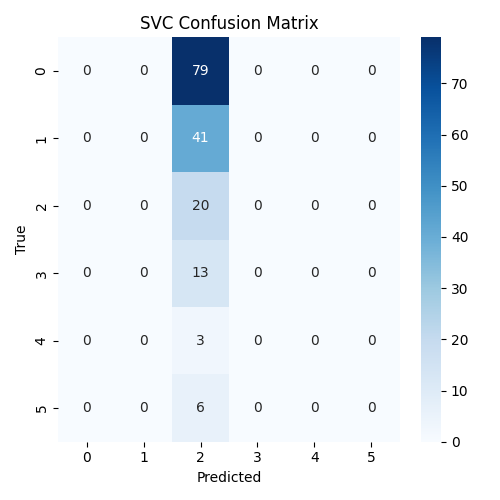 SVC Confusion Matrix
0 0 0 79 0 0 0
1 0 0 41 0 0 0
2 0 0 20 0 0 0
3 0 0 13 0 0 0
4 0 0 3 0 0 0
5 0 0 6 0 0 0
0 1 2 3 4 5
True
Predicted
70
60
50
40
30
20
10
0